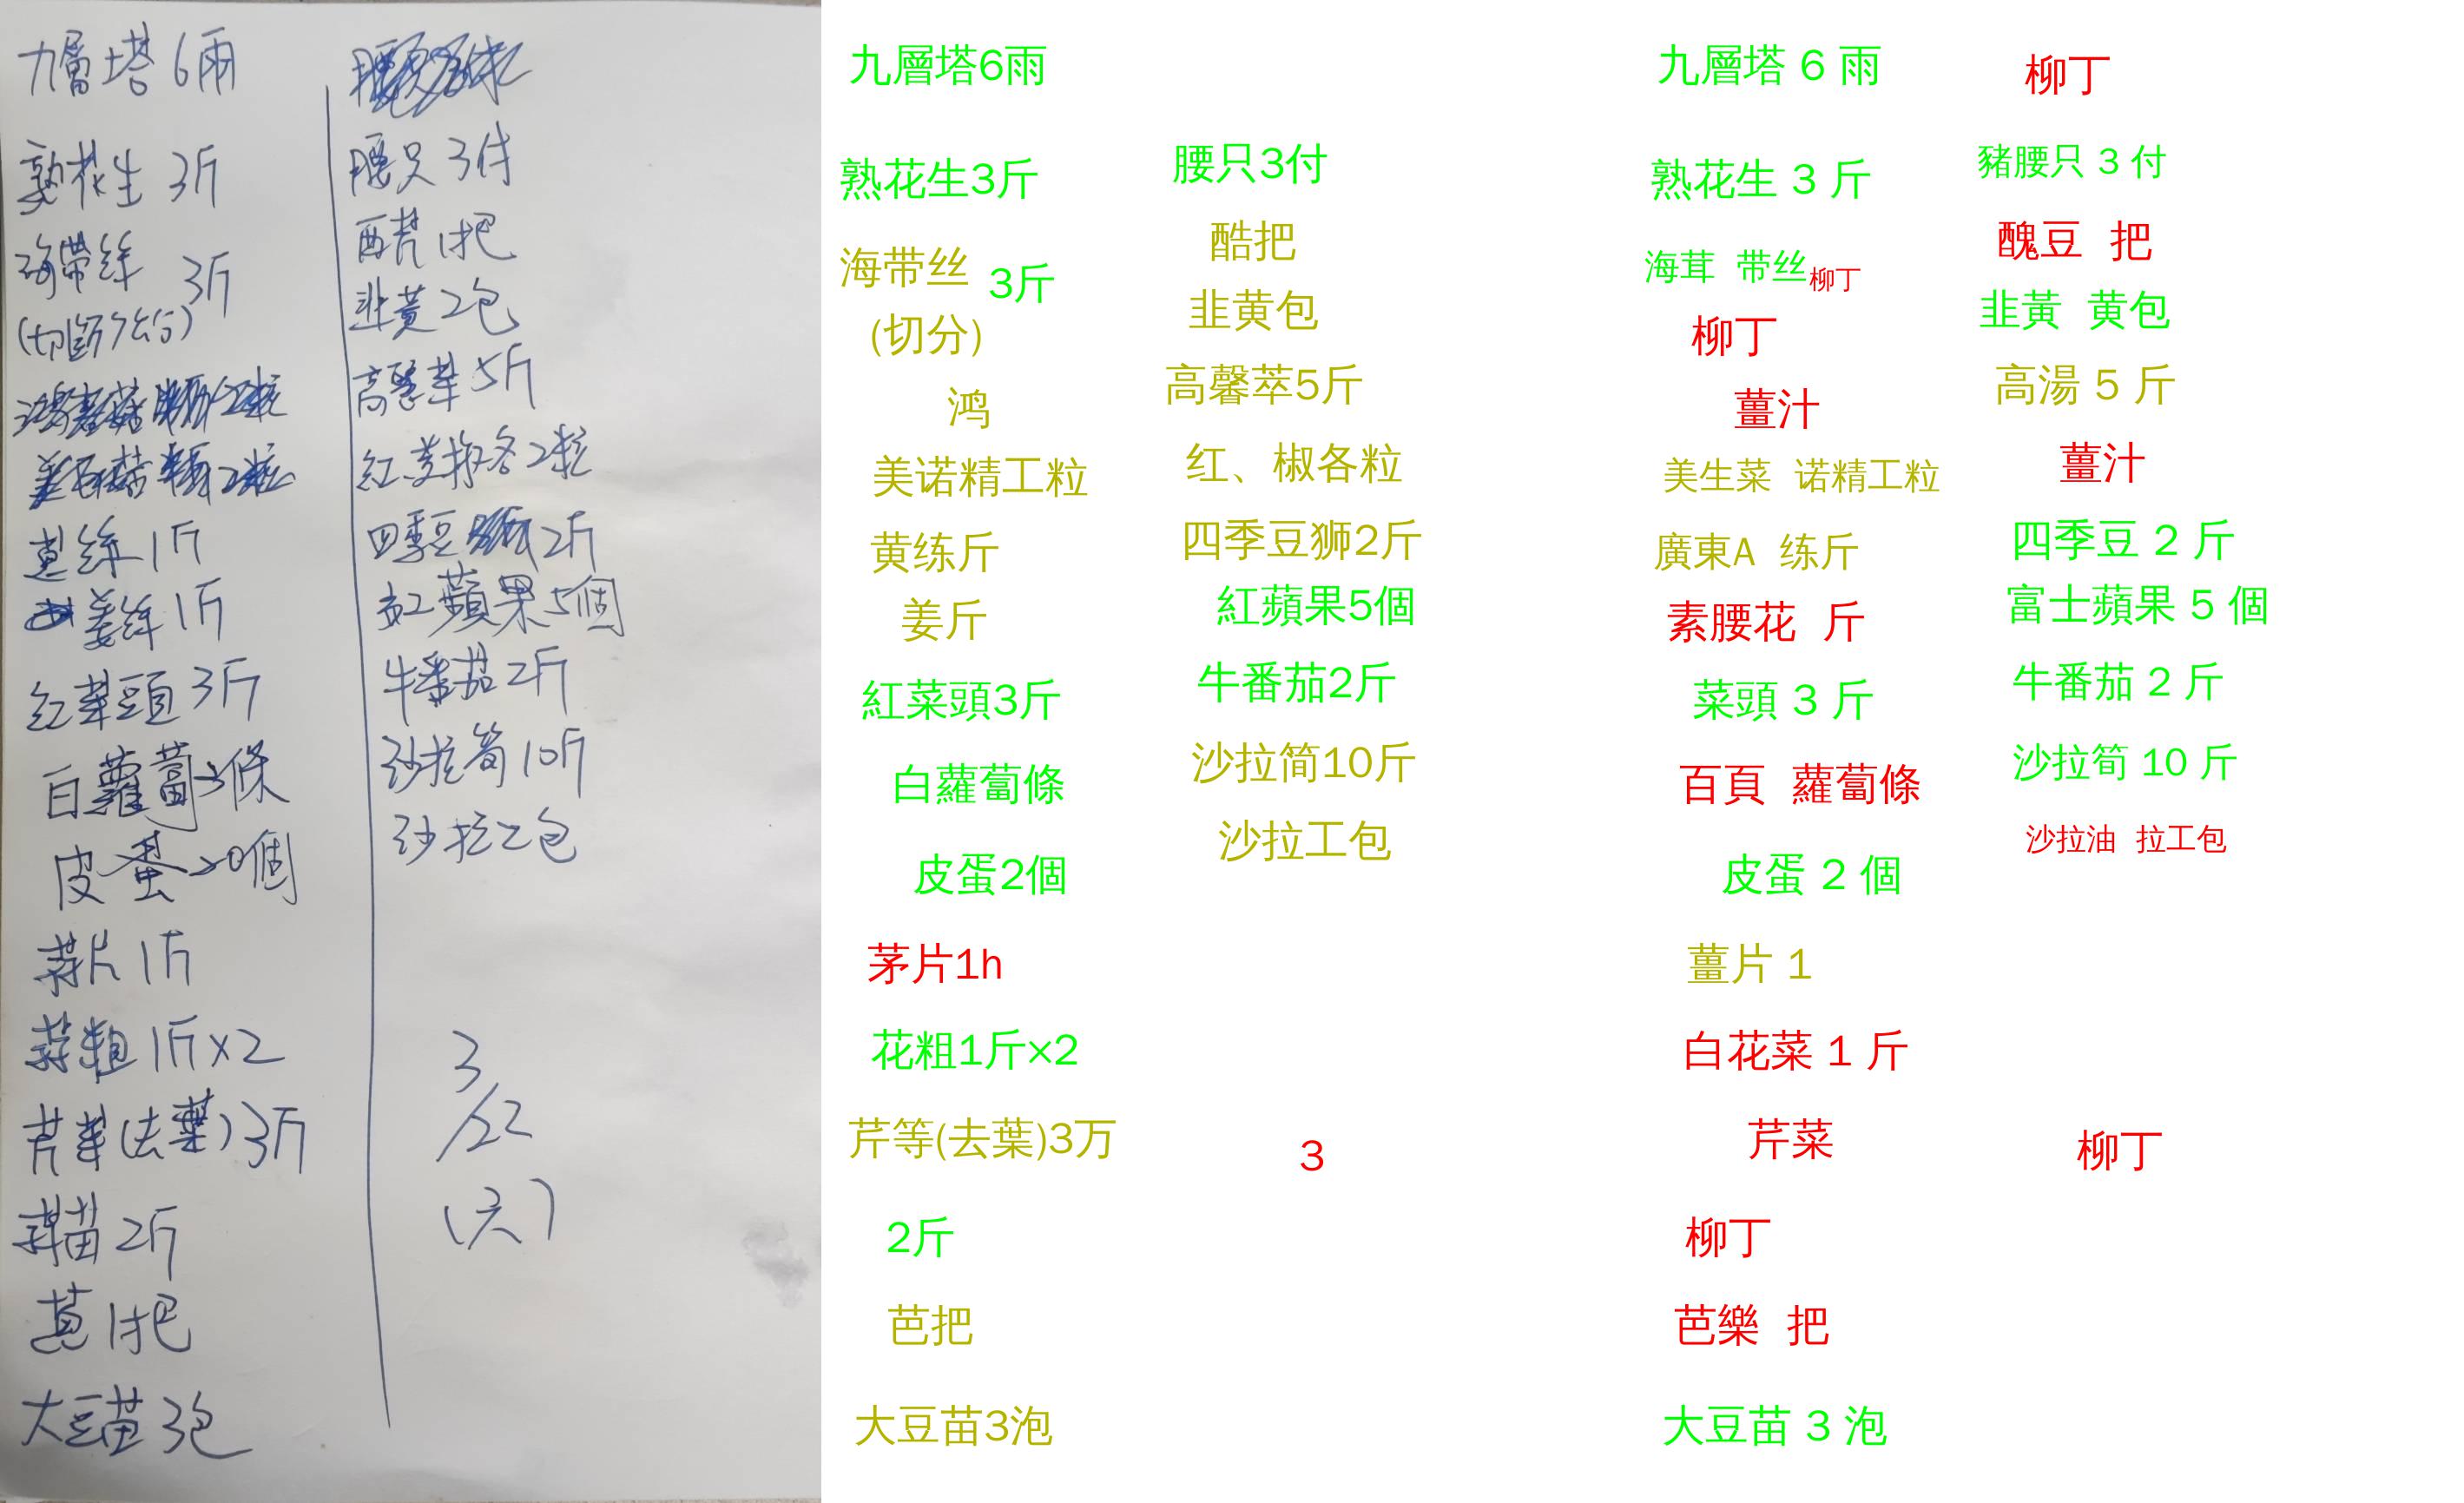 九層塔 6雨
熟花生 3斤
海帶絲 3斤
(切斷7公分)
蔥絲 1斤
姜絲 1斤
紅菜頭 3斤
白蘿蔔3條
皮蛋20個
蒜片 1斤
蒜粗 1斤x2
芹菜(去葉)3斤
蒜苗 2斤
蔥 1把
大豆苗 3包
腰只 3付
西芹 1把
韭黃2包
高麗菜 5斤
紅黃椒各2粒
四季豆 2斤
紅蘋果5個
牛番茄2斤
沙拉筍10斤
沙拉2包
3/22
(六)
九層塔6雨
熟花生3斤
海带丝 3斤
(切分)
鸿
美诺精工粒
黄练斤
姜斤
紅菜頭3斤
白蘿蔔條
皮蛋2個
茅片1h
花粗1斤×2
芹等(去葉)3万
2斤
芭把
大豆苗3泡
腰只3付
酷把
韭黄包
高馨萃5斤
红、椒各粒
四季豆狮2斤
紅蘋果5個
牛番茄2斤
沙拉简10斤
沙拉工包
3
九層塔 6 雨
熟花生 3 斤
海茸 带丝 柳丁
柳丁
薑汁
美生菜 诺精工粒
廣東A 练斤
素腰花 斤
菜頭 3 斤
百頁 蘿蔔條
皮蛋 2 個
薑片 1
白花菜 1 斤
芹菜
柳丁
芭樂 把
大豆苗 3 泡
柳丁
豬腰只 3 付
醜豆 把
韭黃 黄包
高湯 5 斤
薑汁
四季豆 2 斤
富士蘋果 5 個
牛番茄 2 斤
沙拉筍 10 斤
沙拉油 拉工包
柳丁